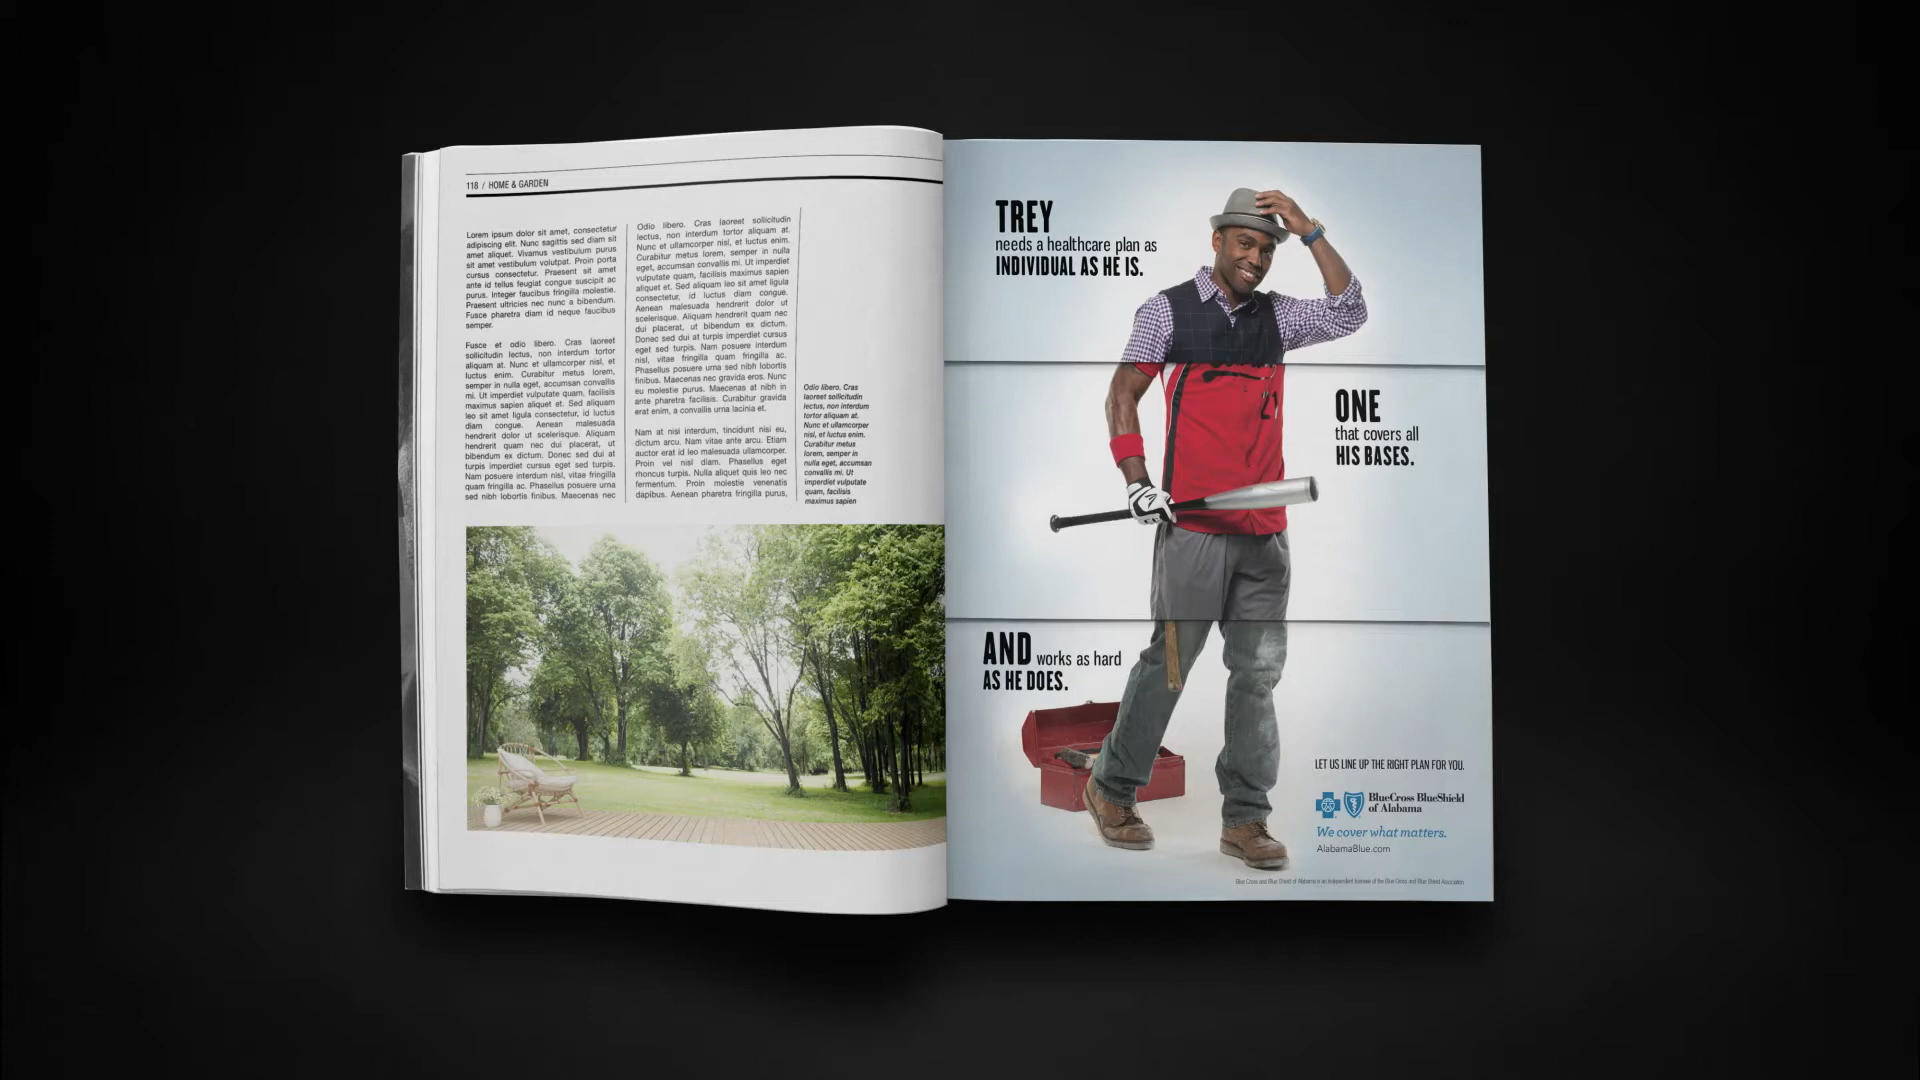 118 / HOME & GARDEN
Lorem ipsum dolor sit amet, consectetur
adipiscing elit. Nunc sagittis sed diam sit
amet aliquet. Vivamus vestibulum purus
sit amet vestibulum volutpat. Proin porta
cursus consectetur. Praesent sit amet
ante id tellus feugiat congue suscipit ac
purus. Integer faucibus fringilla molestie.
Praesent ultricies nec nunc a bibendum.
Fusce pharetra diam id neque faucibus
semper.
Fusce et odio libero. Cras laoreet
sollicitudin lectus, non interdum tortor
aliquam at. Nunc et ullamcorper nisl, et
luctus enim. Curabitur metus lorem,
semper in nulla eget, accumsan convallis
mi. Ut imperdiet vulputate quam, facilisis
maximus sapien aliquet et. Sed aliquam
leo sit amet ligula consectetur, id luctus
diam congue. Aenean malesuada
hendrerit dolor ut scelerisque. Aliquam
hendrerit quam nec dui placerat, ut
bibendum ex dictum. Donec sed dui at
turpis imperdiet cursus eget sed turpis.
Nam posuere interdum nisl, vitae fringilla
quam fringilla ac. Phasellus posuere urna
sed nibh lobortis finibus. Maecenas nec
Odio libero. Cras laoreet sollicitudin
lectus, non interdum tortor aliquam at.
Nunc et ullamcorper nisl, et luctus enim.
Curabitur metus lorem, semper in nulla
eget, accumsan convallis mi. Ut imperdiet
vulputate quam, facilisis maximus sapien
aliquet et. Sed aliquam leo sit amet ligula
consectetur, id luctus diam congue.
Aenean malesuada hendrerit dolor ut
scelerisque. Aliquam hendrerit quam nec
dui placerat, ut bibendum ex dictum.
Donec sed dui at turpis imperdiet cursus
eget sed turpis. Nam posuere interdum
nisl, vitae fringilla quam fringilla ac.
Phasellus posuere urna sed nibh lobortis
finibus. Maecenas nec gravida eros. Nunc
eu molestie purus. Maecenas at nibh in
ante pharetra facilisis. Curabitur gravida
erat enim, a convallis urna lacinia et.
Nam at nisi interdum, tincidunt nisi eu,
dictum arcu. Nam vitae ante arcu. Etiam
auctor erat id leo malesuada ullamcorper.
Proin vel nisl diam. Phasellus eget
rhoncus turpis. Nulla aliquet quis leo nec
fermentum. Proin molestie venenatis
dapibus. Aenean pharetra fringilla purus,
Odio libero. Cras
laoreet sollicitudin
lectus, non interdum
tortor aliquam at.
Nunc et ullamcorper
nisl, et luctus enim.
Curabitur metus
lorem, semper in
nulla eget, accumsan
convallis mi. Ut
imperdiet vulputate
quam, facilisis
maximus sapien
TREY
needs a healthcare plan as
INDIVIDUAL AS HE IS.
21
ONE
that covers all
HIS BASES.
AND works as hard
AS HE DOES.
LET US LINE UP THE RIGHT PLAN FOR YOU.
BlueCross BlueShield
of Alabama
We cover what matters.
AlabamaBlue.com
Blue Cross and Blue Shield of Alabama is an independent licensee of the Blue Cross and Blue Shield Association